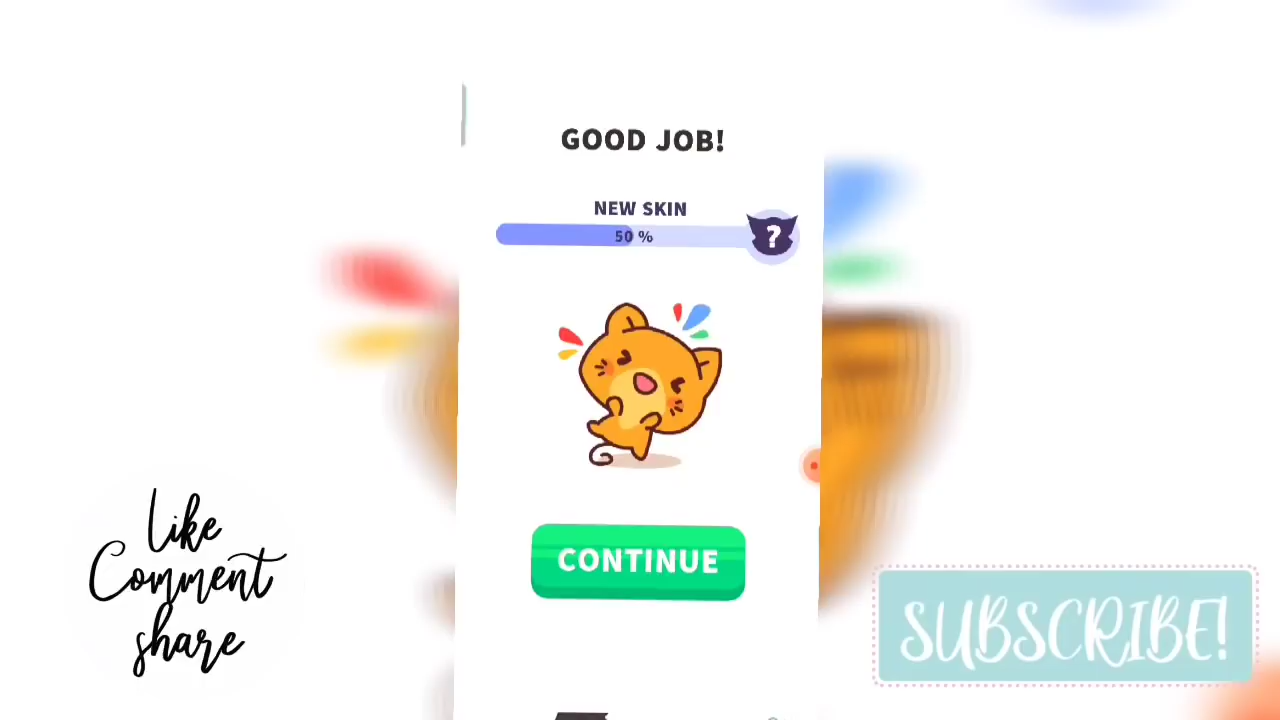 GOOD JOB!
NEW SKIN
50 %
?
CONTINUE
like
Comment
share
SUBSCRIBE!